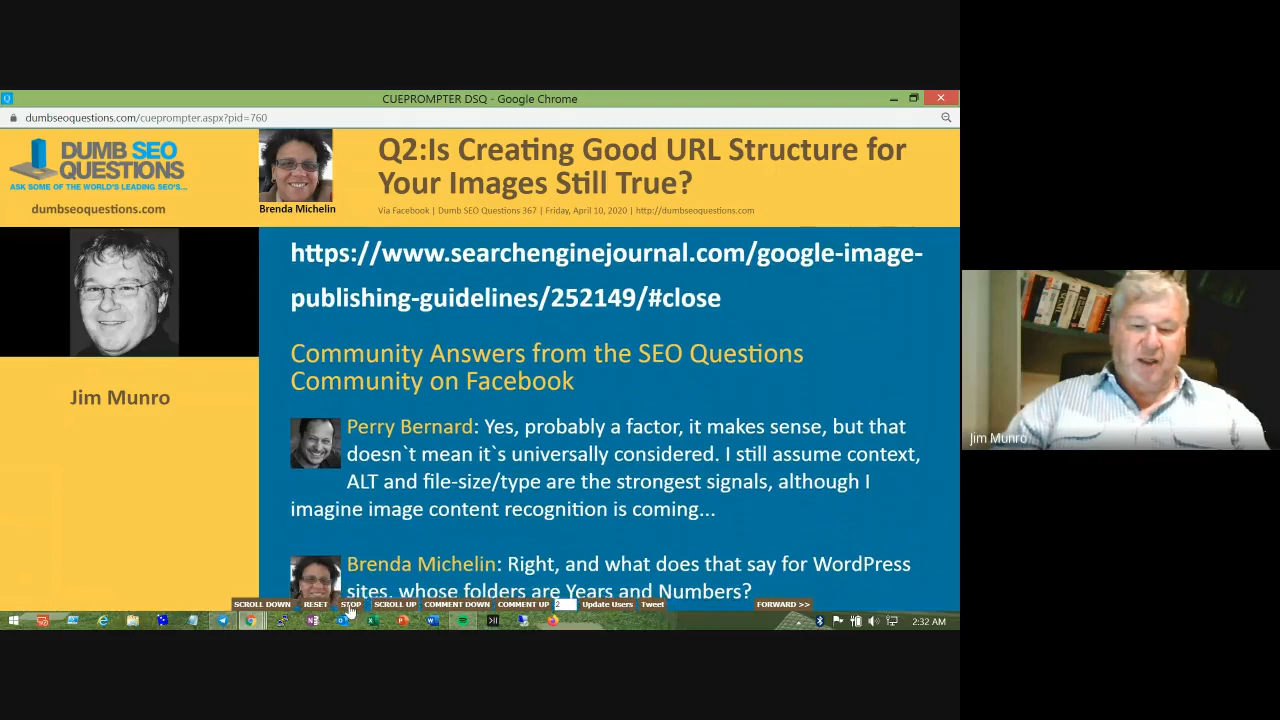 CUEPROMPTER DSQ - Google Chrome
dumbseoquestions.com/cueprompter.aspx?pid=760
DUMB SEO
QUESTIONS
ASK SOME OF THE WORLD'S LEADING SEO'S...
dumbseoquestions.com
Brenda Michelin
Q2:Is Creating Good URL Structure for
Your Images Still True?
Via Facebook | Dumb SEO Questions 367 | Friday, April 10, 2020 | http://dumbseoquestions.com
Jim Munro
https://www.searchenginejournal.com/google-image-
publishing-guidelines/252149/#close
Community Answers from the SEO Questions
Community on Facebook
Perry Bernard: Yes, probably a factor, it makes sense, but that
doesn`t mean it`s universally considered. I still assume context,
ALT and file-size/type are the strongest signals, although I
imagine image content recognition is coming...
Brenda Michelin: Right, and what does that say for WordPress
sites, whose folders are Years and Numbers?
SCROLL DOWN RESET STOP SCROLL UP COMMENT DOWN COMMENT UP 2 Update Users Tweet FORWARD >>
2:32 AM
Jim Munro